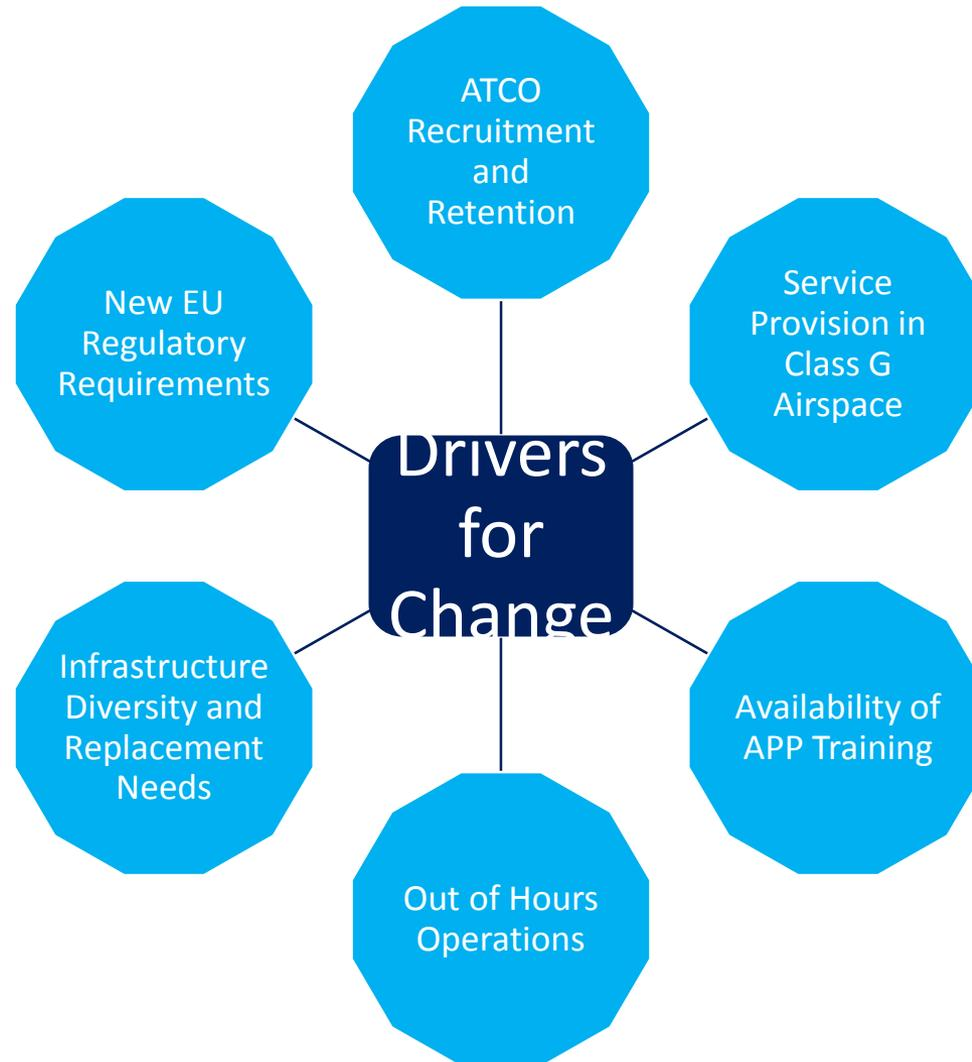 ATCO
Recruitment
and
Retention
Service
Provision in
Class G
Airspace
Availability of
APP Training
Out of Hours
Operations
Infrastructure
Diversity and
Replacement
Needs
New EU
Regulatory
Requirements
Drivers
for
Change